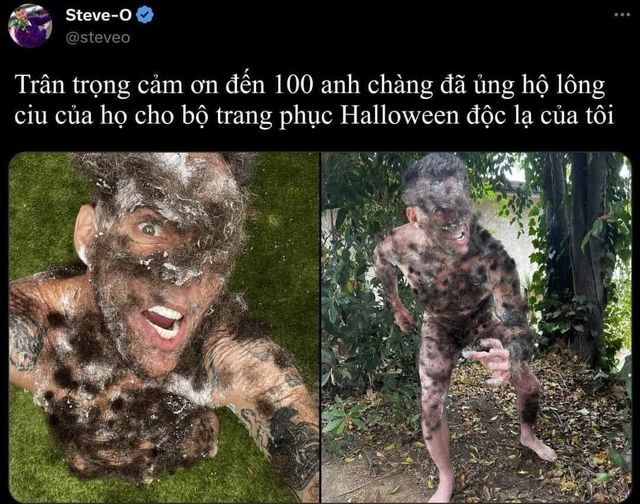 Steve-O
@steveo
Trân trọng cảm ơn đến 100 anh chàng đã ủng hộ lông
ciu của họ cho bộ trang phục Halloween độc lạ của tôi